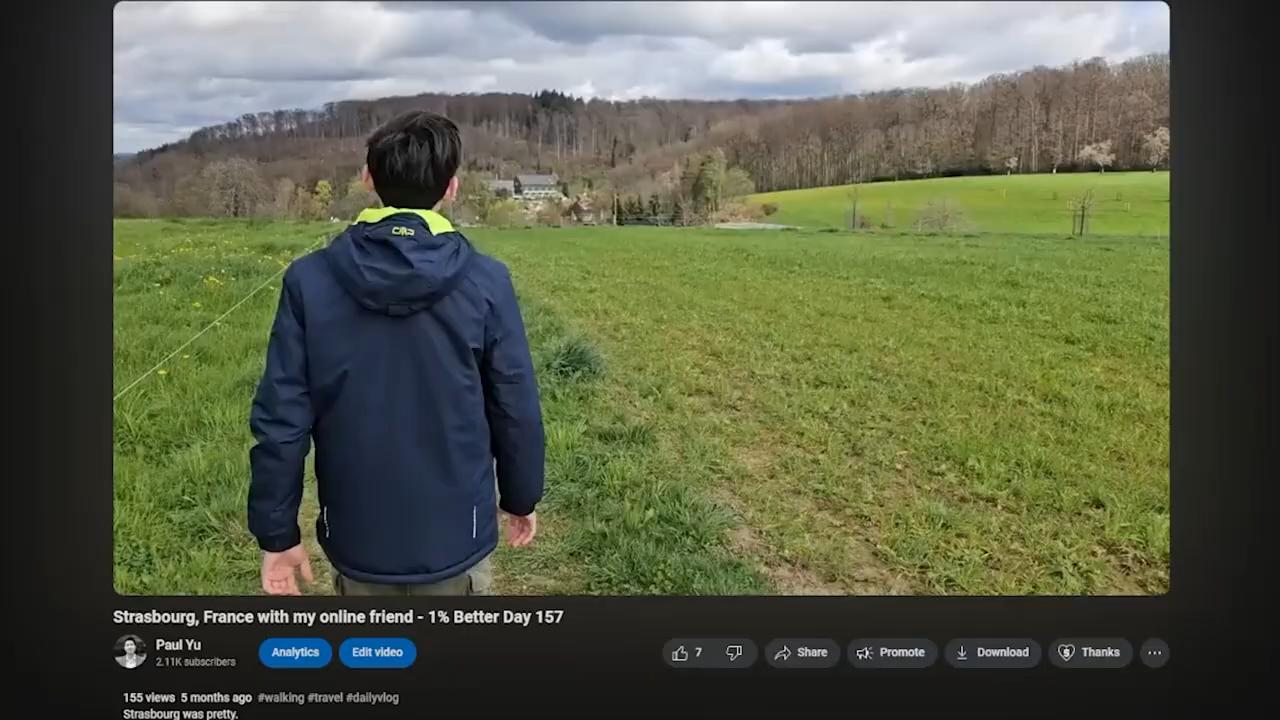 CMP
Strasbourg, France with my online friend - 1% Better Day 157
Paul Yu
2.11K subscribers
Analytics
Edit video
7
Share
Promote
Download
Thanks
155 views 5 months ago #walking #travel #dailyvlog
Strasbourg was pretty.